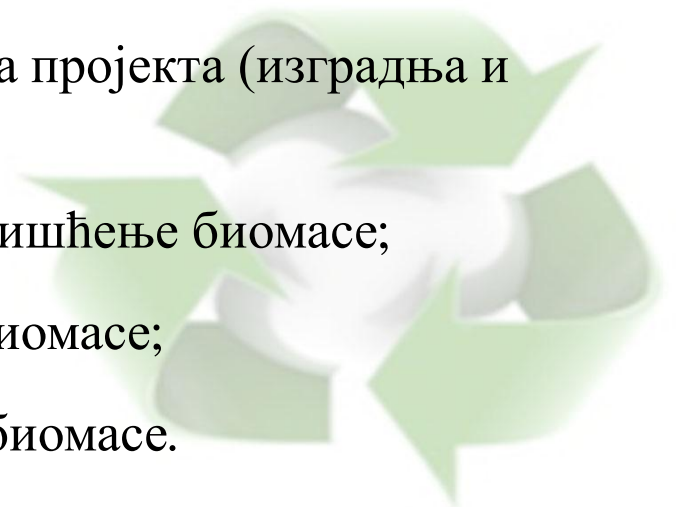 а пројекта (изградња и
ишћење биомасе;
иомасе;
биомасе.